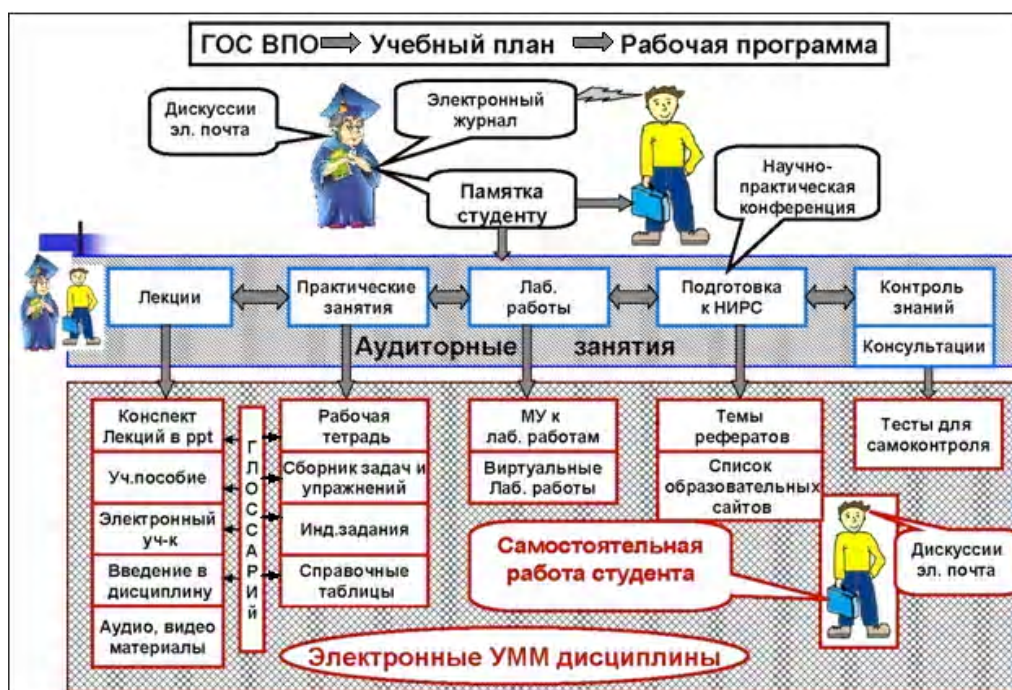 ГОС ВПО Учебный план Рабочая программа
Дискуссии
эл. почта
Электронный
журнал
Памятка
студенту
Научно-
практическая
конференция
Лекции
Практические
занятия
Лаб.
работы
Подготовка
к НИРС
Контроль
знаний
Консультации
Аудиторные занятия
Конспект
Лекций в ppt
Уч.пособие
Электронный
уч-к
Введение в
дисциплину
Аудио, видео
материалы
ГЛОССАРИЙ
Рабочая
тетрадь
Сборник задач и
упражнений
Инд.задания
Справочные
таблицы
МУ к
лаб. работам
Виртуальные
Лаб. работы
Темы
рефератов
Список
образовательных
сайтов
Тесты для
самоконтроля
Самостоятельная
работа студента
Дискуссии
эл. почта
Электронные УММ дисциплины